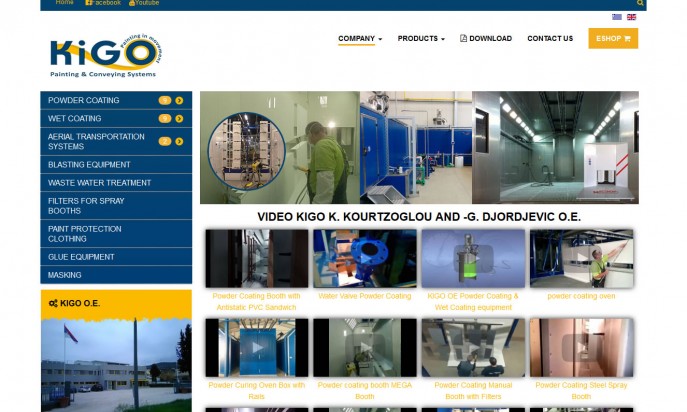 Home
Facebook
Youtube
KiGO
Painting in movement
Painting & Conveying Systems
COMPANY
PRODUCTS
DOWNLOAD
CONTACT US
ESHOP
POWDER COATING
WET COATING
AERIAL TRANSPORTATION
SYSTEMS
BLASTING EQUIPMENT
WASTE WATER TREATMENT
FILTERS FOR SPRAY
BOOTHS
PAINT PROTECTION
CLOTHING
GLUE EQUIPMENT
MASKING
KIGO O.E.
VIDEO KIGO K. KOURTZOGLOU AND -G. DJORDJEVIC O.E.
Powder Coating Booth with
Antistatic PVC Sandwich
Water Valve Powder Coating
KIGO OE Powder Coating &
Wet Coating equipment
powder coating oven
Powder Curing Oven Box with
Rails
Powder coating booth MEGA
Booth
Powder Coating Manual
Booth with Filters
Powder Coating Steel Spray
Booth